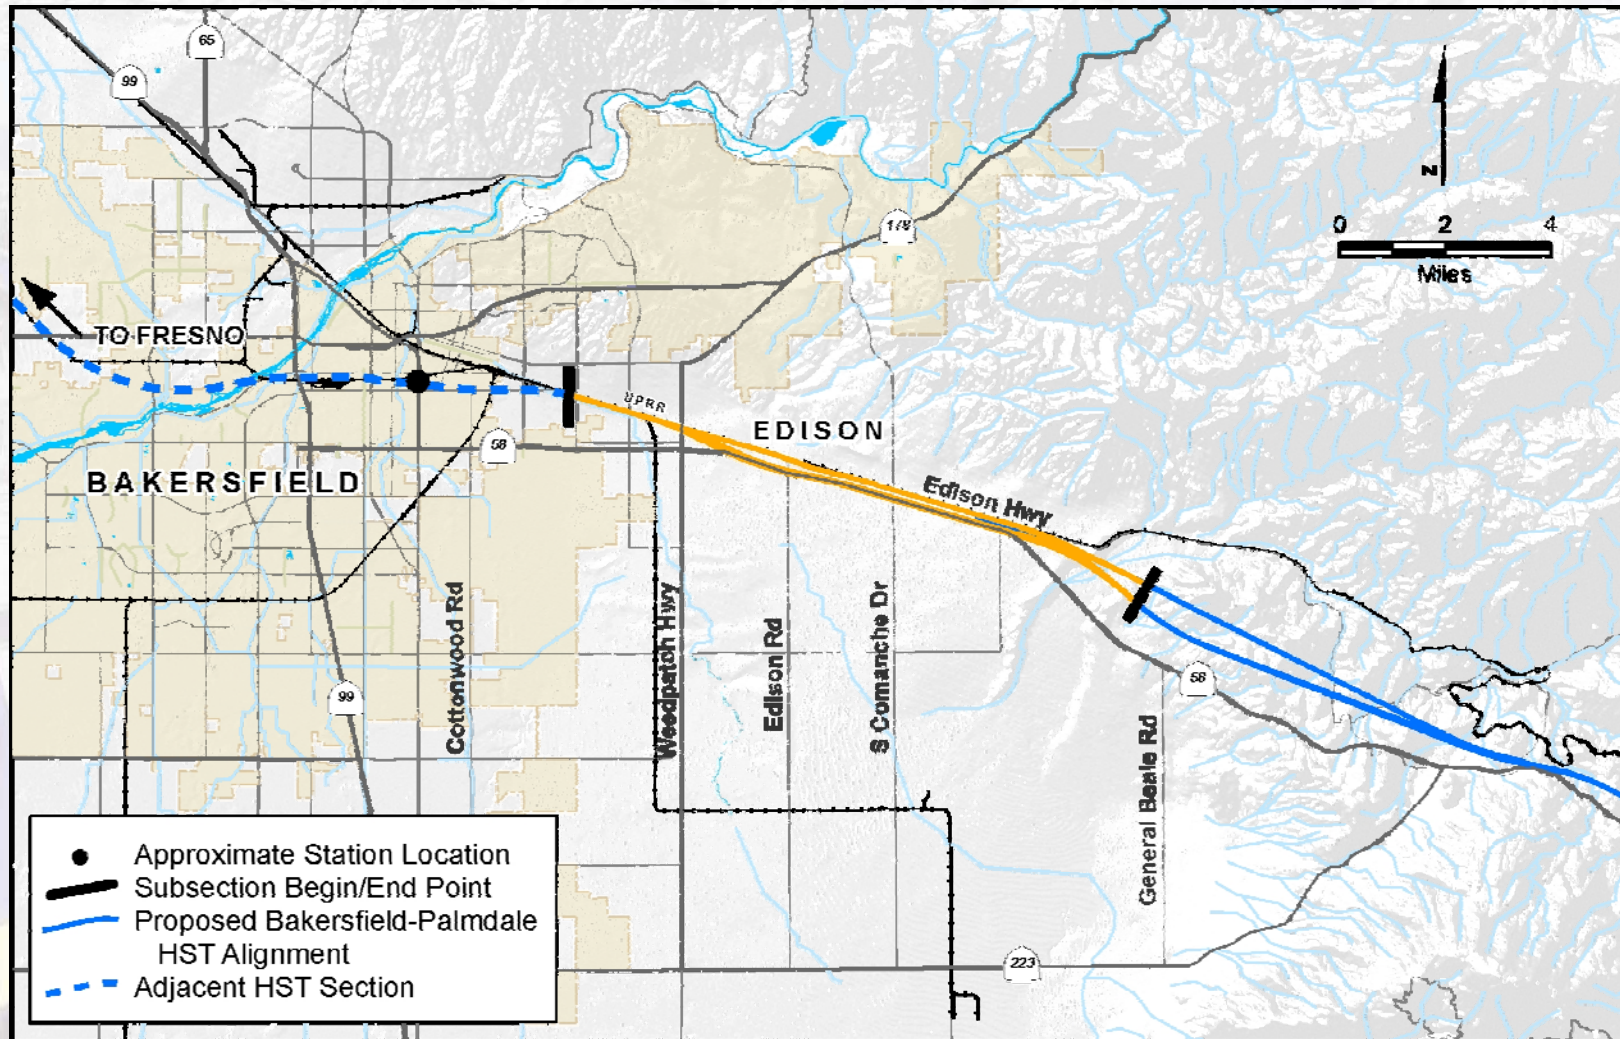 65
99
178
N
0 2 4
Miles
TO FRESNO
UPRR
EDISON
58
BAKERSFIELD
Edison Hwy
Cottonwood Rd
Weedpatch Hwy
Edison Rd
S Comanche Dr
58
99
General Beale Rd
223
Approximate Station Location
Subsection Begin/End Point
Proposed Bakersfield-Palmdale
HST Alignment
Adjacent HST Section